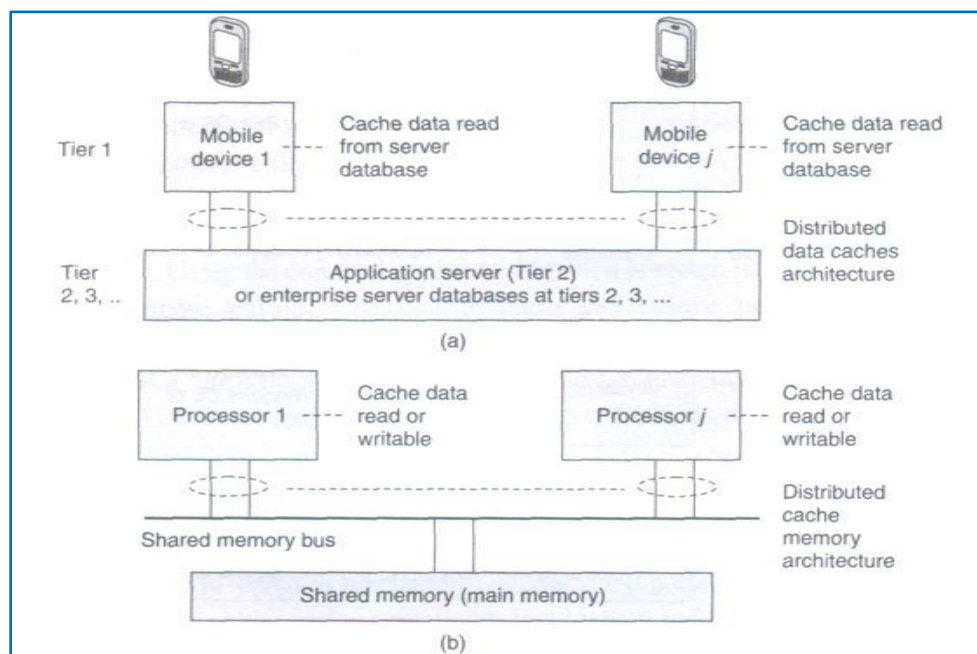 Tier 1
Mobile
device 1
Cache data read
from server
database
Mobile
device j
Cache data read
from server
database
Distributed
data caches
architecture
Tier
2, 3, ..
Application server (Tier 2)
or enterprise server databases at tiers 2, 3, ...
(a)
Processor 1
Cache data
read or
writable
Processor j
Cache data
read or
writable
Distributed
cache
memory
architecture
Shared memory bus
Shared memory (main memory)
(b)